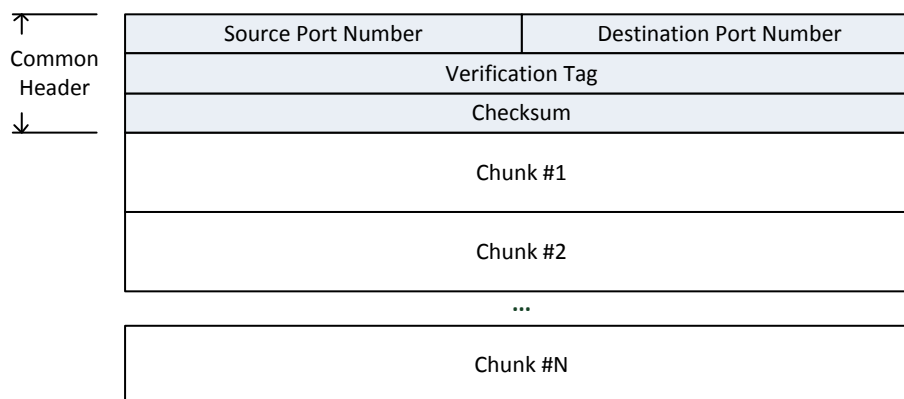 Source Port Number
Destination Port Number
Common
Header
Verification Tag
Checksum
Chunk #1
Chunk #2
...
Chunk #N